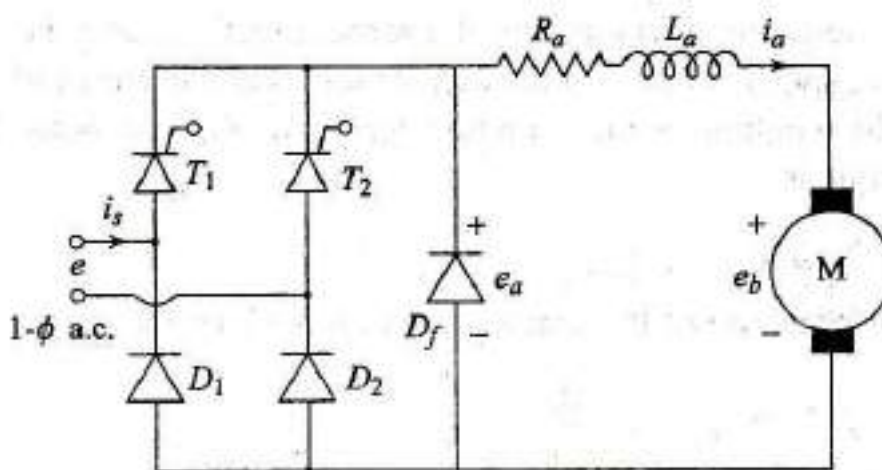 R_a L_a i_a
T_1 T_2
i_s
e
+ e_a −
+ e_b − M
1-ϕ a.c.
D_f
D_1 D_2